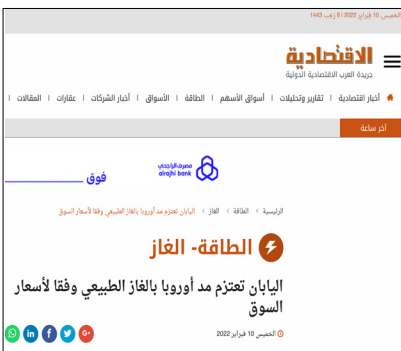 الخميس, 10 فبراير 2022 | 8 رجب 1443
الاقتصادية
جريدة العرب الاقتصادية الدولية
أخبار اقتصادية | تقارير وتحليلات | أسواق الأسهم | الطاقة | الأسواق | أخبار الشركات | عقارات | المقالات |
اخر ساعة
مصرف الراجحي
alrajhi bank
فوق
الرئيسية > الطاقة > الغاز > اليابان تعتزم مد أوروبا بالغاز الطبيعي وفقا لأسعار السوق
الطاقة- الغاز
اليابان تعتزم مد أوروبا بالغاز الطبيعي وفقا لأسعار
السوق
الخميس 10 فبراير 2022